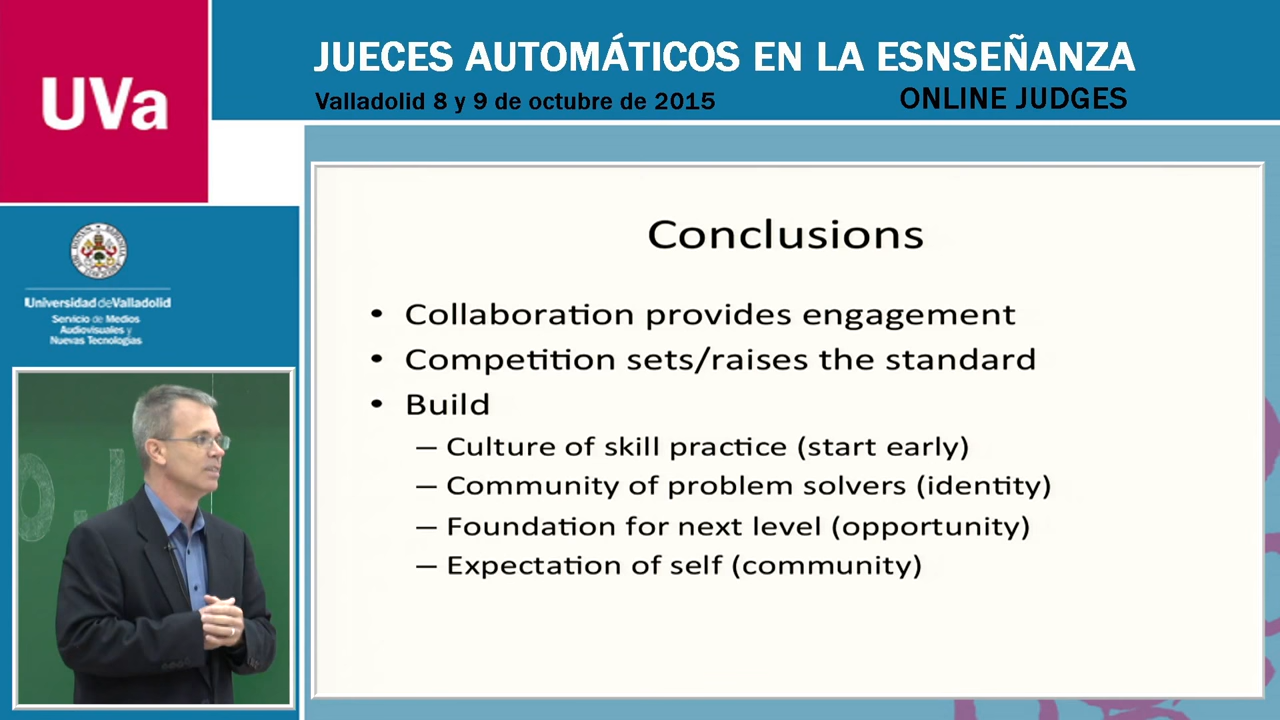 UVa
JUECES AUTOMÁTICOS EN LA ESNSEÑANZA
Valladolid 8 y 9 de octubre de 2015
ONLINE JUDGES
Universidad de Valladolid
Servicio de Medios
Audiovisuales y
Nuevas Tecnologías
Conclusions
• Collaboration provides engagement
• Competition sets/raises the standard
• Build
– Culture of skill practice (start early)
– Community of problem solvers (identity)
– Foundation for next level (opportunity)
– Expectation of self (community)